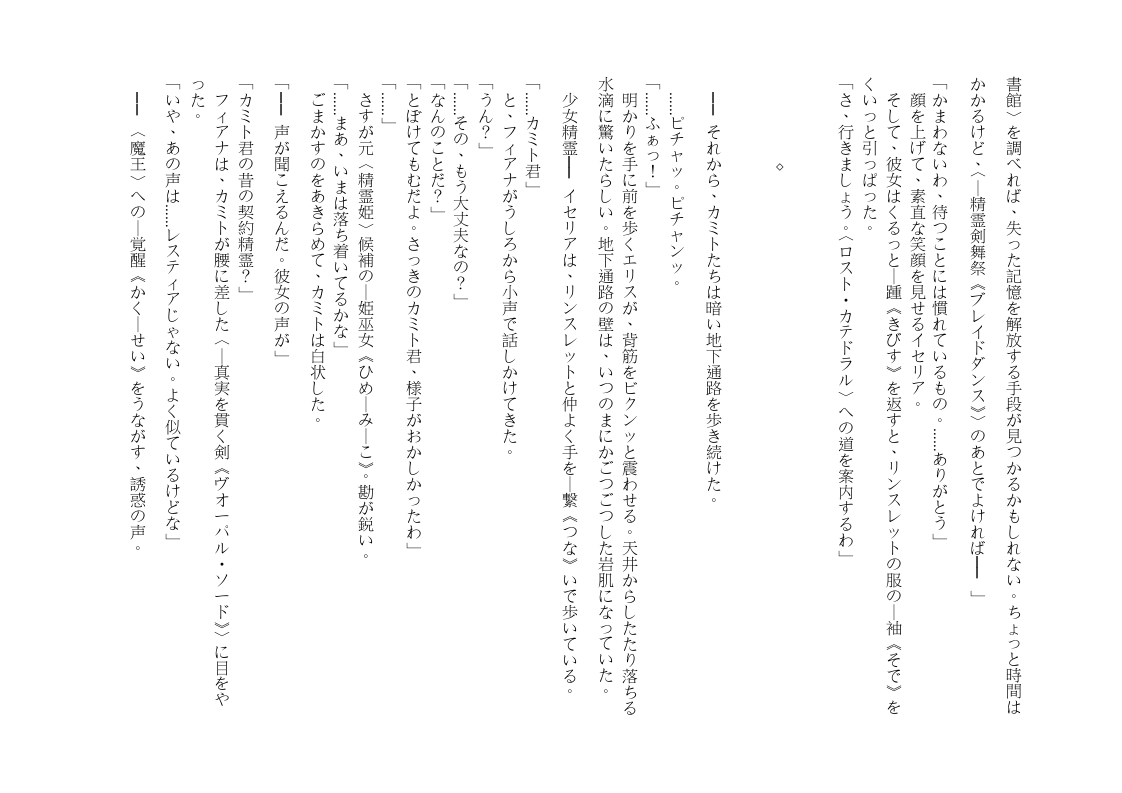 書館〉を調べれば、失った記憶を解放する手段が見つかるかもしれない。ちょっと時間は
かかるけど、〈―精霊剣舞祭《ブレイドダンス》〉のあとでよければ━━　」
「かまわないわ、待つことには慣れているもの。……ありがとう」
　顔を上げて、素直な笑顔を見せるイセリア。
　そして、彼女はくるっと―踵《きびす》を返すと、リンスレットの服の―袖《そで》を
くいっと引っぱった。
「さ、行きましょう。〈ロスト・カテドラル〉への道を案内するわ」
◇
　━━　それから、カミトたちは暗い地下通路を歩き続けた。
　……ピチャッ。ピチャンッ。
「……ふぁっ！」
　明かりを手に前を歩くエリスが、背筋をビクンッと震わせる。天井からしたたり落ちる
水滴に驚いたらしい。地下通路の壁は、いつのまにかごつごつした岩肌になっていた。
　少女精霊━━　イセリアは、リンスレットと仲よく手を―繋《つな》いで歩いている。
「……カミト君」
　と、フィアナがうしろから小声で話しかけてきた。
「うん？」
「……その、もう大丈夫なの？」
「なんのことだ？」
「とぼけてもむだよ。さっきのカミト君、様子がおかしかったわ」
「……」
　さすが元〈精霊姫〉候補の―姫巫女《ひめ―み―こ》。勘が鋭い。
「……まあ、いまは落ち着いてるかな」
　ごまかすのをあきらめて、カミトは白状した。
「━━　声が聞こえるんだ。彼女の声が」
「カミト君の昔の契約精霊？」
　フィアナは、カミトが腰に差した〈―真実を貫く剣《ヴォーパル・ソード》〉に目をや
った。
「いや、あの声は……レスティアじゃない。よく似ているけどな」
　━━　〈魔王〉への―覚醒《かく―せい》をうながす、誘惑の声。